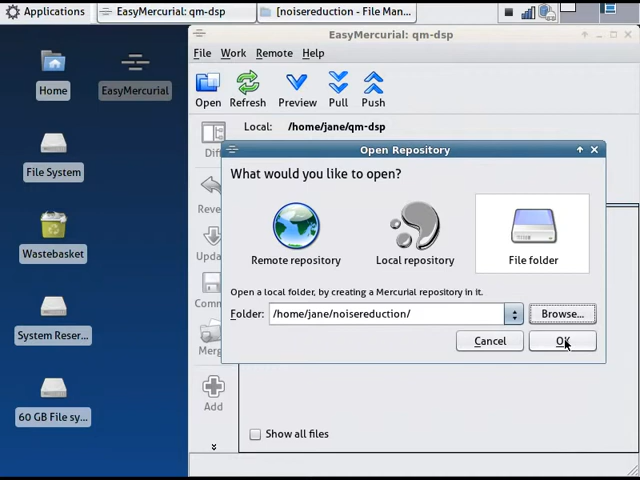 Applications
EasyMercurial: qm-dsp
[noisereduction - File Man...
EasyMercurial: qm-dsp
File Work Remote Help
Home
EasyMercurial
File System
Wastebasket
System Reser...
60 GB File sy...
Open Refresh Preview Pull Push
Local: /home/jane/qm-dsp
Open Repository
What would you like to open?
Remote repository
Local repository
File folder
Open a local folder, by creating a Mercurial repository in it.
Folder: /home/jane/noisereduction/ Browse...
Cancel OK
Add
Show all files